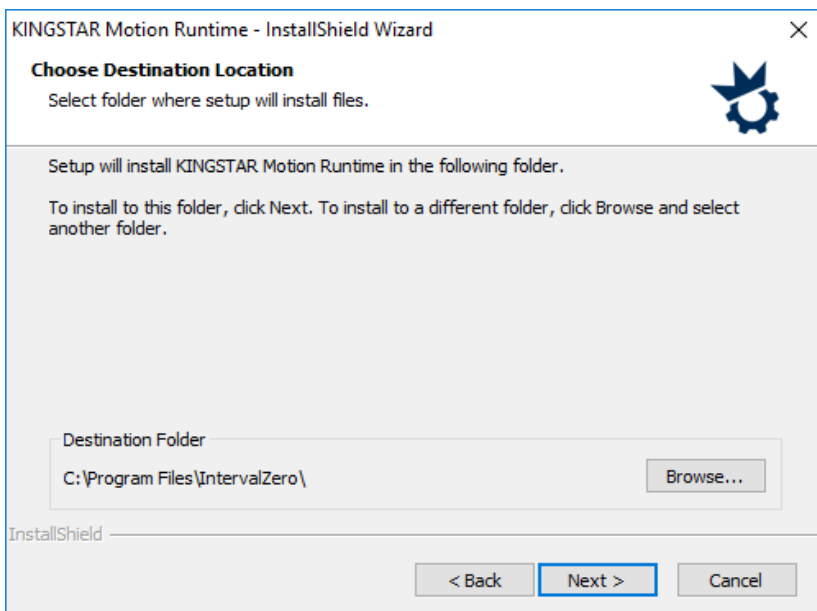 KINGSTAR Motion Runtime - InstallShield Wizard
Choose Destination Location
Select folder where setup will install files.
Setup will install KINGSTAR Motion Runtime in the following folder.
To install to this folder, click Next. To install to a different folder, click Browse and select
another folder.
Destination Folder
C:\Program Files\IntervalZero\
Browse...
InstallShield
< Back
Next >
Cancel